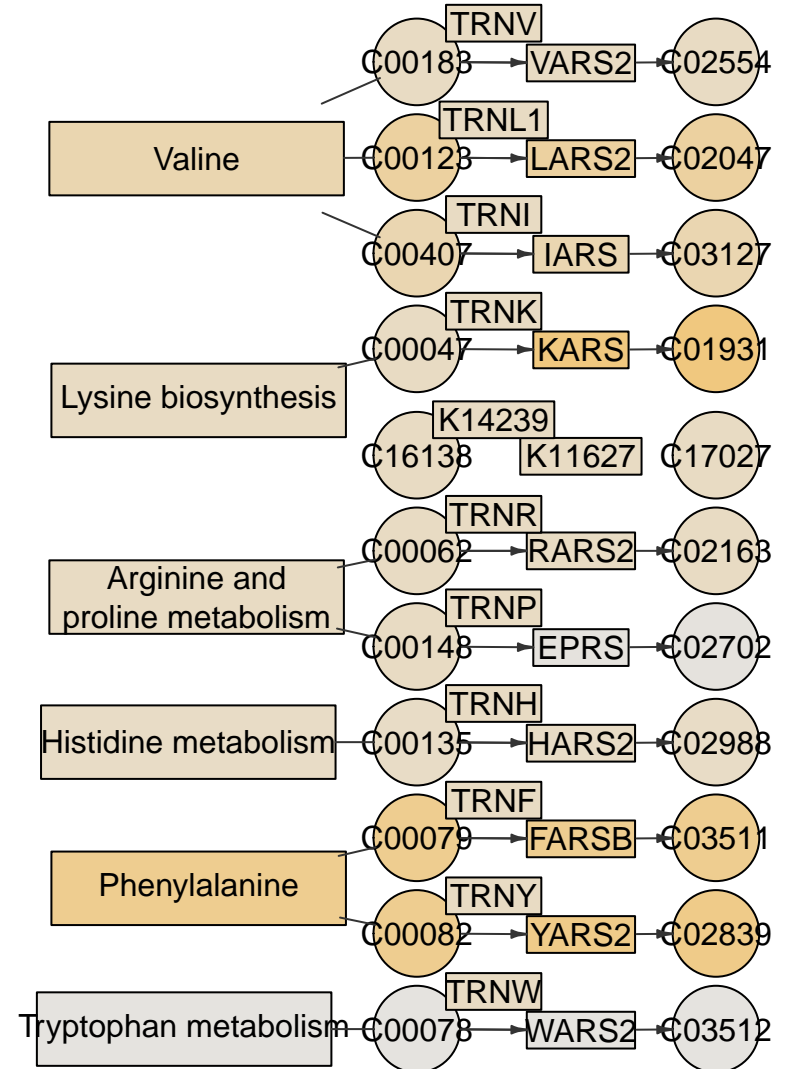 TRNV
C00183 VARS2 C02554
TRNL1
Valine C00123 LARS2 C02047
TRNI
C00407 IARS C03127
TRNK
C00047 KARS C01931
Lysine biosynthesis
K14239
C16138 K11627 C17027
TRNR
C00062 RARS2 C02163
Arginine and
proline metabolism
TRNP
C00148 EPRS C02702
TRNH
Histidine metabolism C00135 HARS2 C02988
TRNF
C00079 FARSB C03511
Phenylalanine
TRNY
C00082 YARS2 C02839
TRNW
Tryptophan metabolism C00078 WARS2 C03512